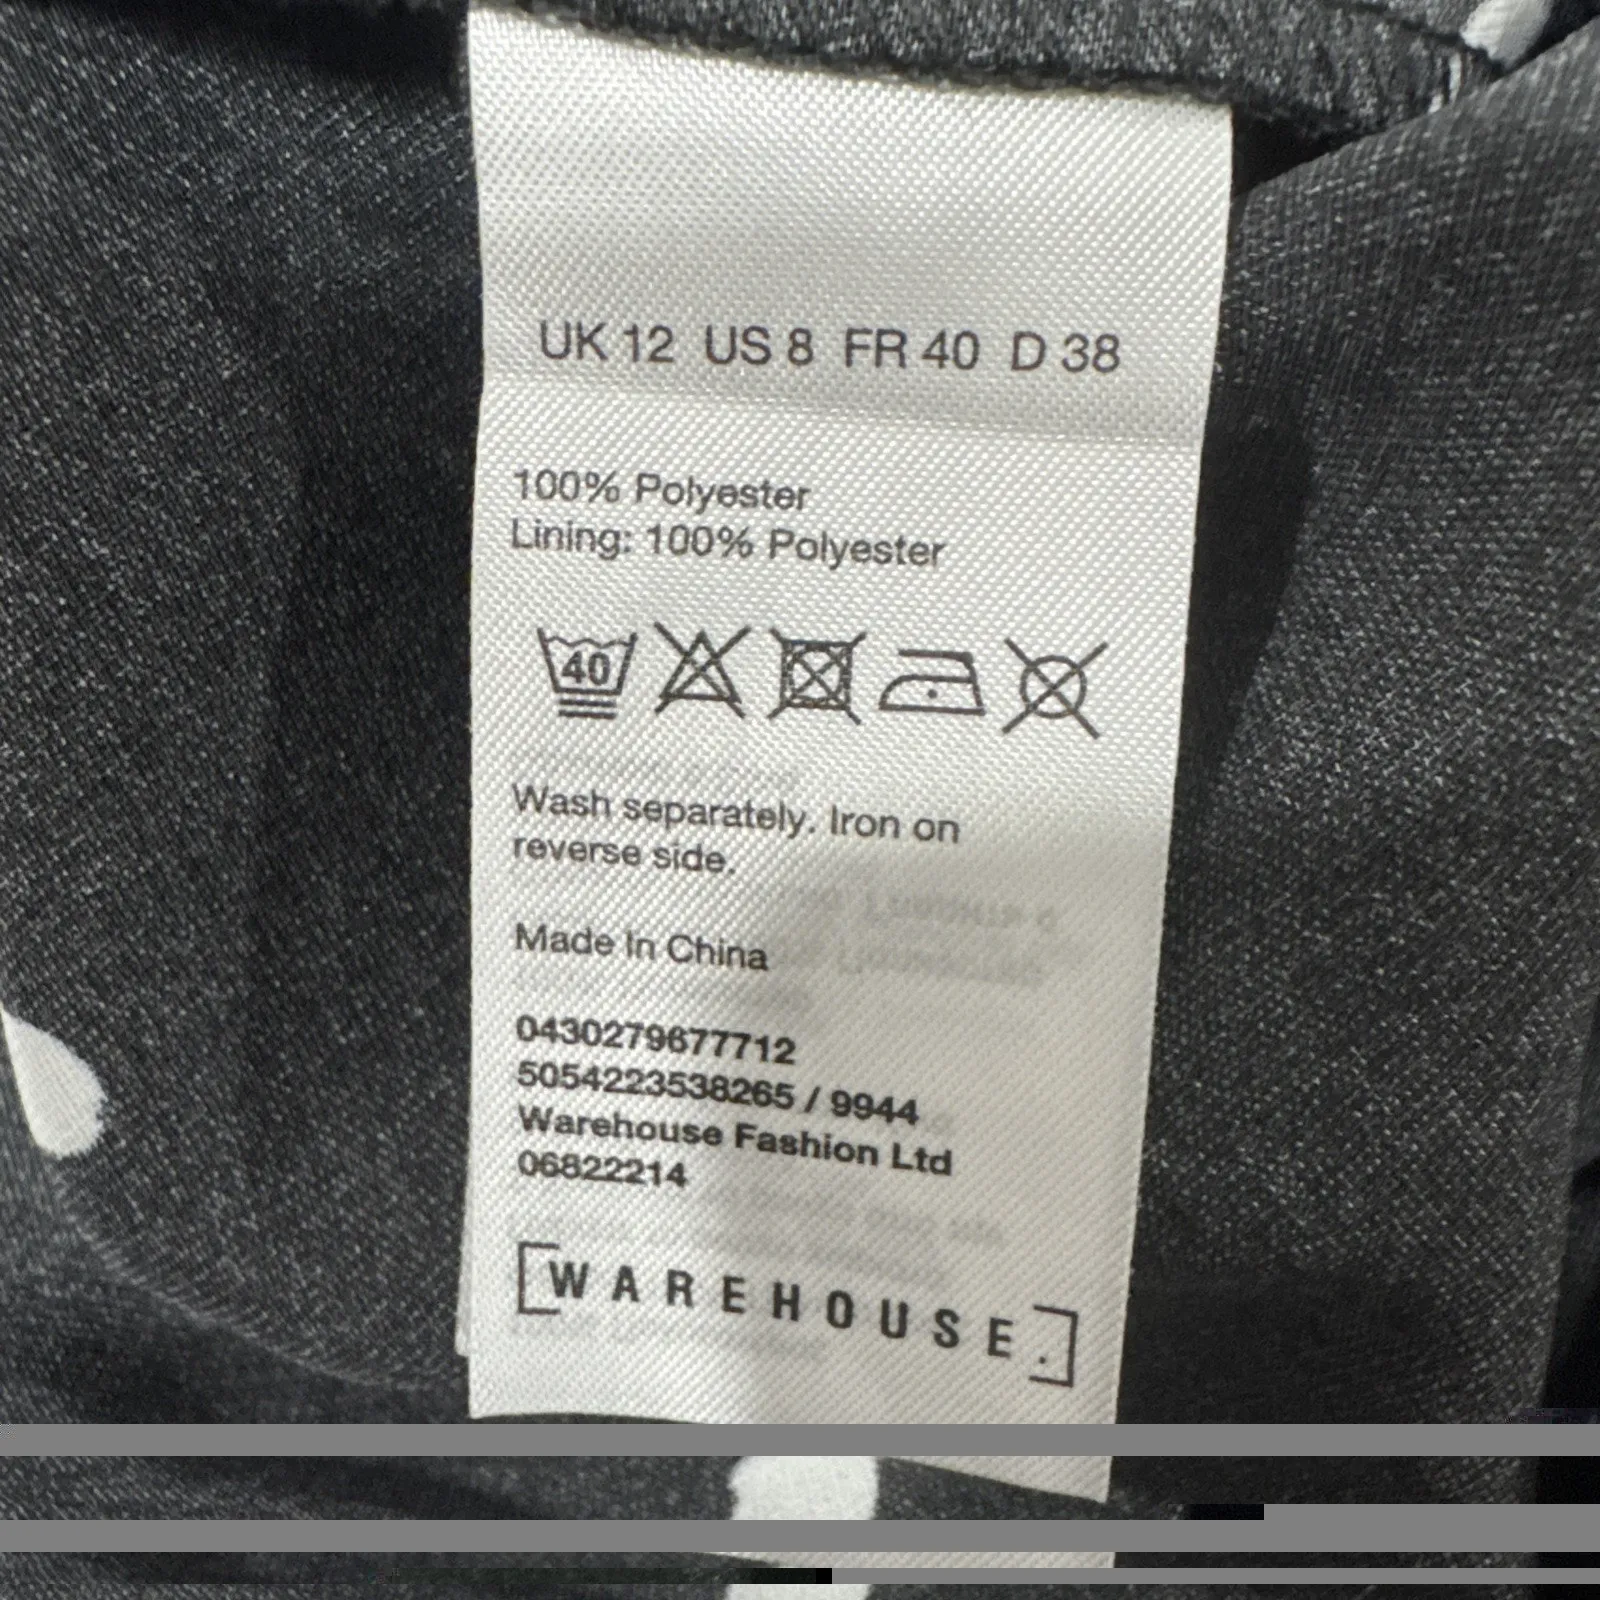 UK 12 US 8 FR 40 D 38
100% Polyester
Lining: 100% Polyester
40
Wash separately. Iron on
reverse side.
Made In China
0430279677712
5054223538265 / 9944
Warehouse Fashion Ltd
06822214
[WAREHOUSE.]